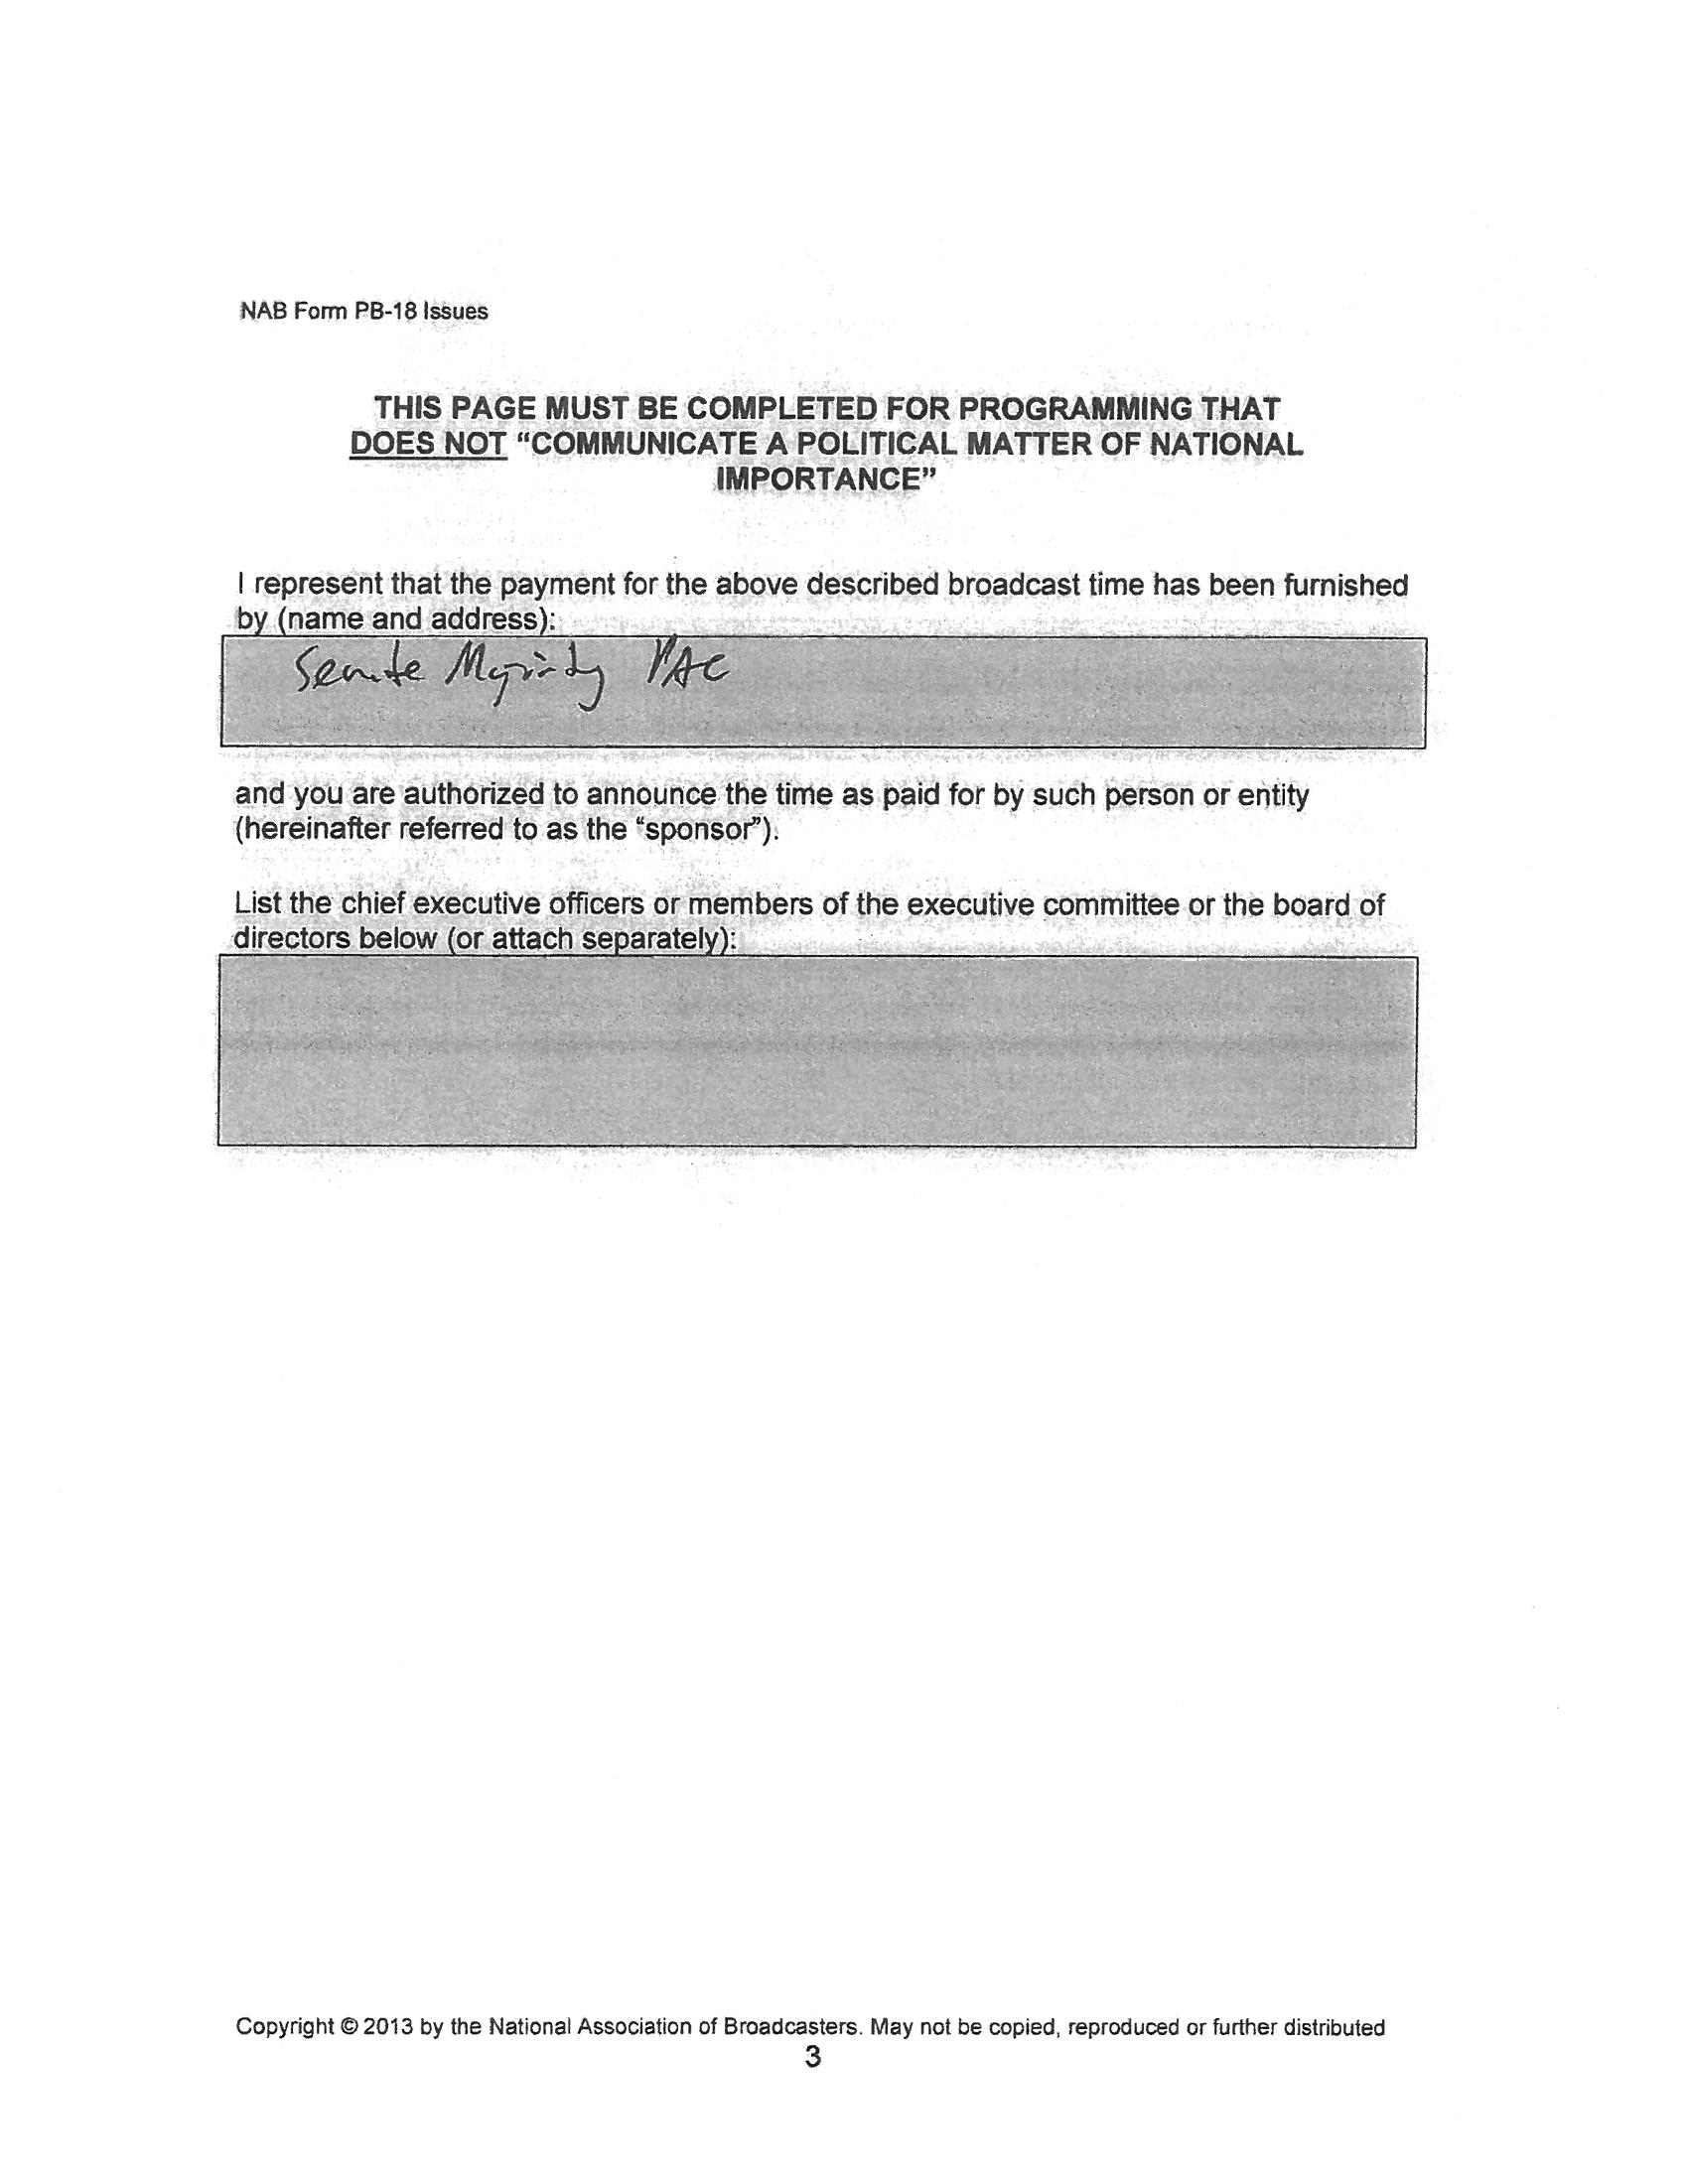 NAB Form PB-18 Issues
THIS PAGE MUST BE COMPLETED FOR PROGRAMMING THAT
DOES NOT “COMMUNICATE A POLITICAL MATTER OF NATIONAL
IMPORTANCE”
I represent that the payment for the above described broadcast time has been furnished
by (name and address):
Senate Majority PAC
and you are authorized to announce the time as paid for by such person or entity
(hereinafter referred to as the “sponsor”).
List the chief executive officers or members of the executive committee or the board of
directors below (or attach separately):
Copyright © 2013 by the National Association of Broadcasters. May not be copied, reproduced or further distributed
3